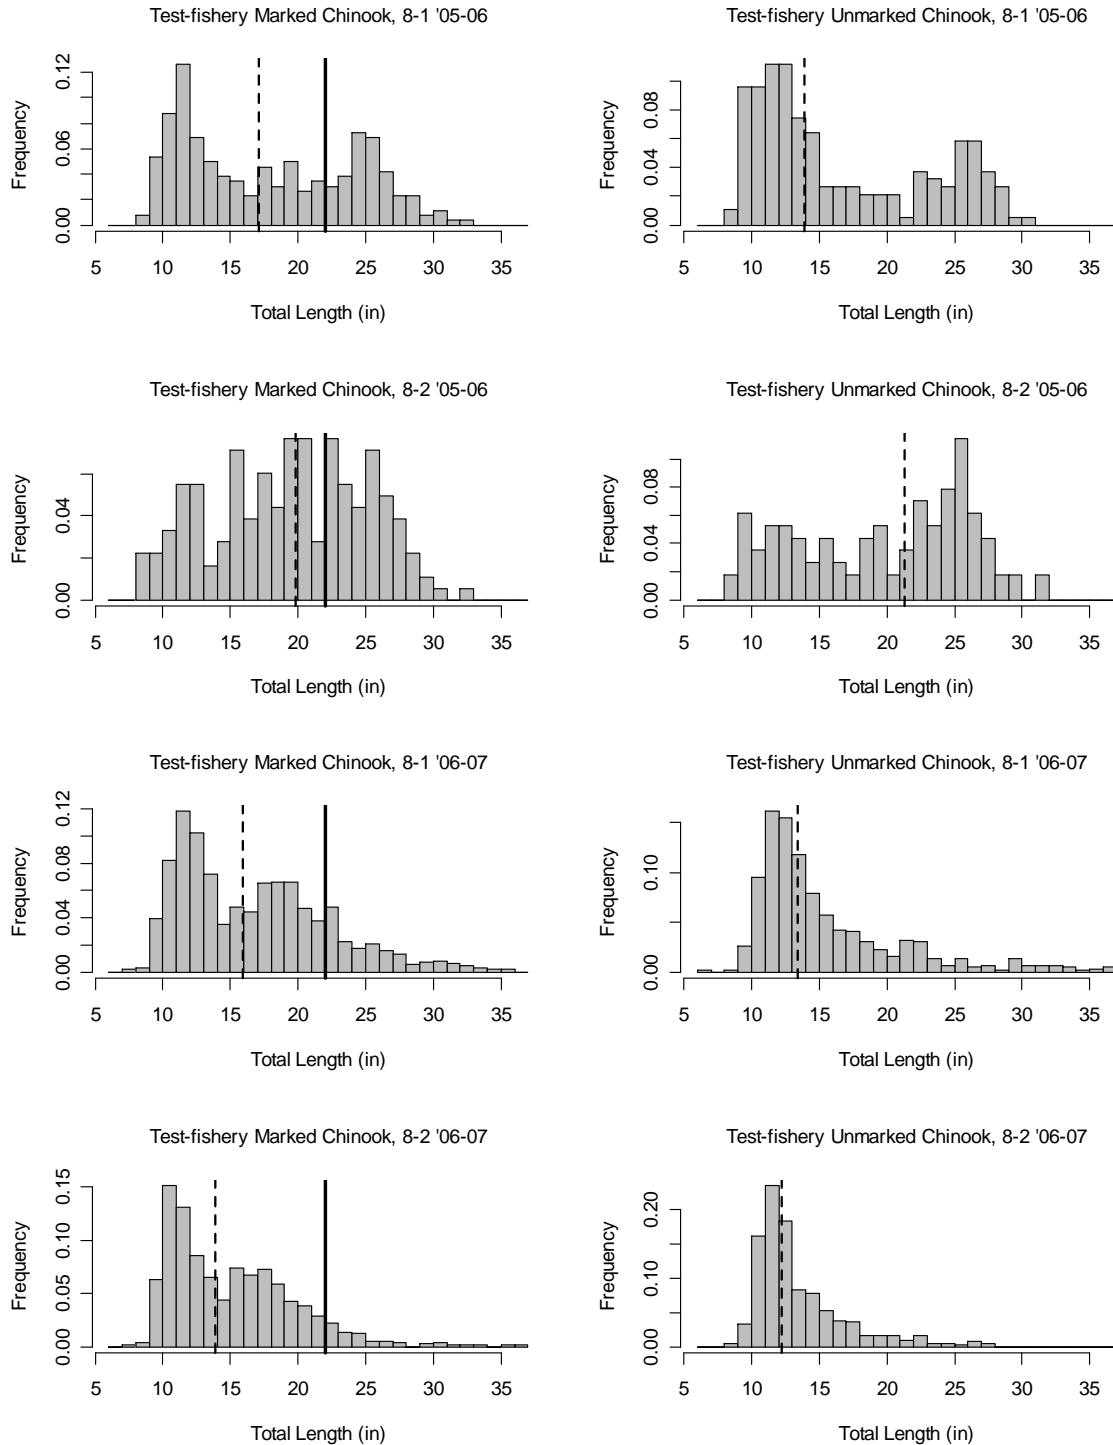 Test-fishery Marked Chinook, 8-1 '05-06
Frequency
0.00 0.06 0.12
5 10 15 20 25 30 35
Total Length (in)
Test-fishery Unmarked Chinook, 8-1 '05-06
Frequency
0.00 0.04 0.08
5 10 15 20 25 30 35
Total Length (in)
Test-fishery Marked Chinook, 8-2 '05-06
Frequency
0.00 0.04
5 10 15 20 25 30 35
Total Length (in)
Test-fishery Unmarked Chinook, 8-2 '05-06
Frequency
0.00 0.04 0.08
5 10 15 20 25 30 35
Total Length (in)
Test-fishery Marked Chinook, 8-1 '06-07
Frequency
0.00 0.04 0.08 0.12
5 10 15 20 25 30 35
Total Length (in)
Test-fishery Unmarked Chinook, 8-1 '06-07
Frequency
0.00 0.10
5 10 15 20 25 30 35
Total Length (in)
Test-fishery Marked Chinook, 8-2 '06-07
Frequency
0.00 0.05 0.10 0.15
5 10 15 20 25 30 35
Total Length (in)
Test-fishery Unmarked Chinook, 8-2 '06-07
Frequency
0.00 0.10 0.20
5 10 15 20 25 30 35
Total Length (in)